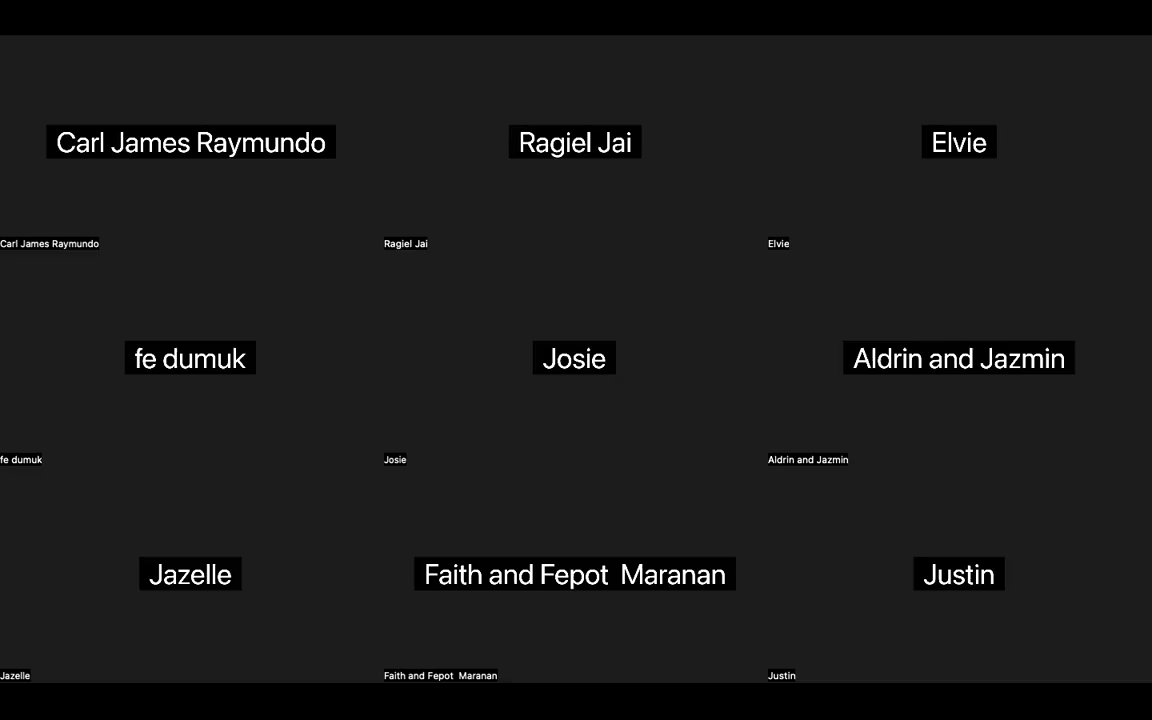 Carl James Raymundo
Ragiel Jai
Elvie
Carl James Raymundo
Ragiel Jai
Elvie
fe dumuk
Josie
Aldrin and Jazmin
fe dumuk
Josie
Aldrin and Jazmin
Jazelle
Faith and Fepot  Maranan
Justin
Jazelle
Faith and Fepot  Maranan
Justin